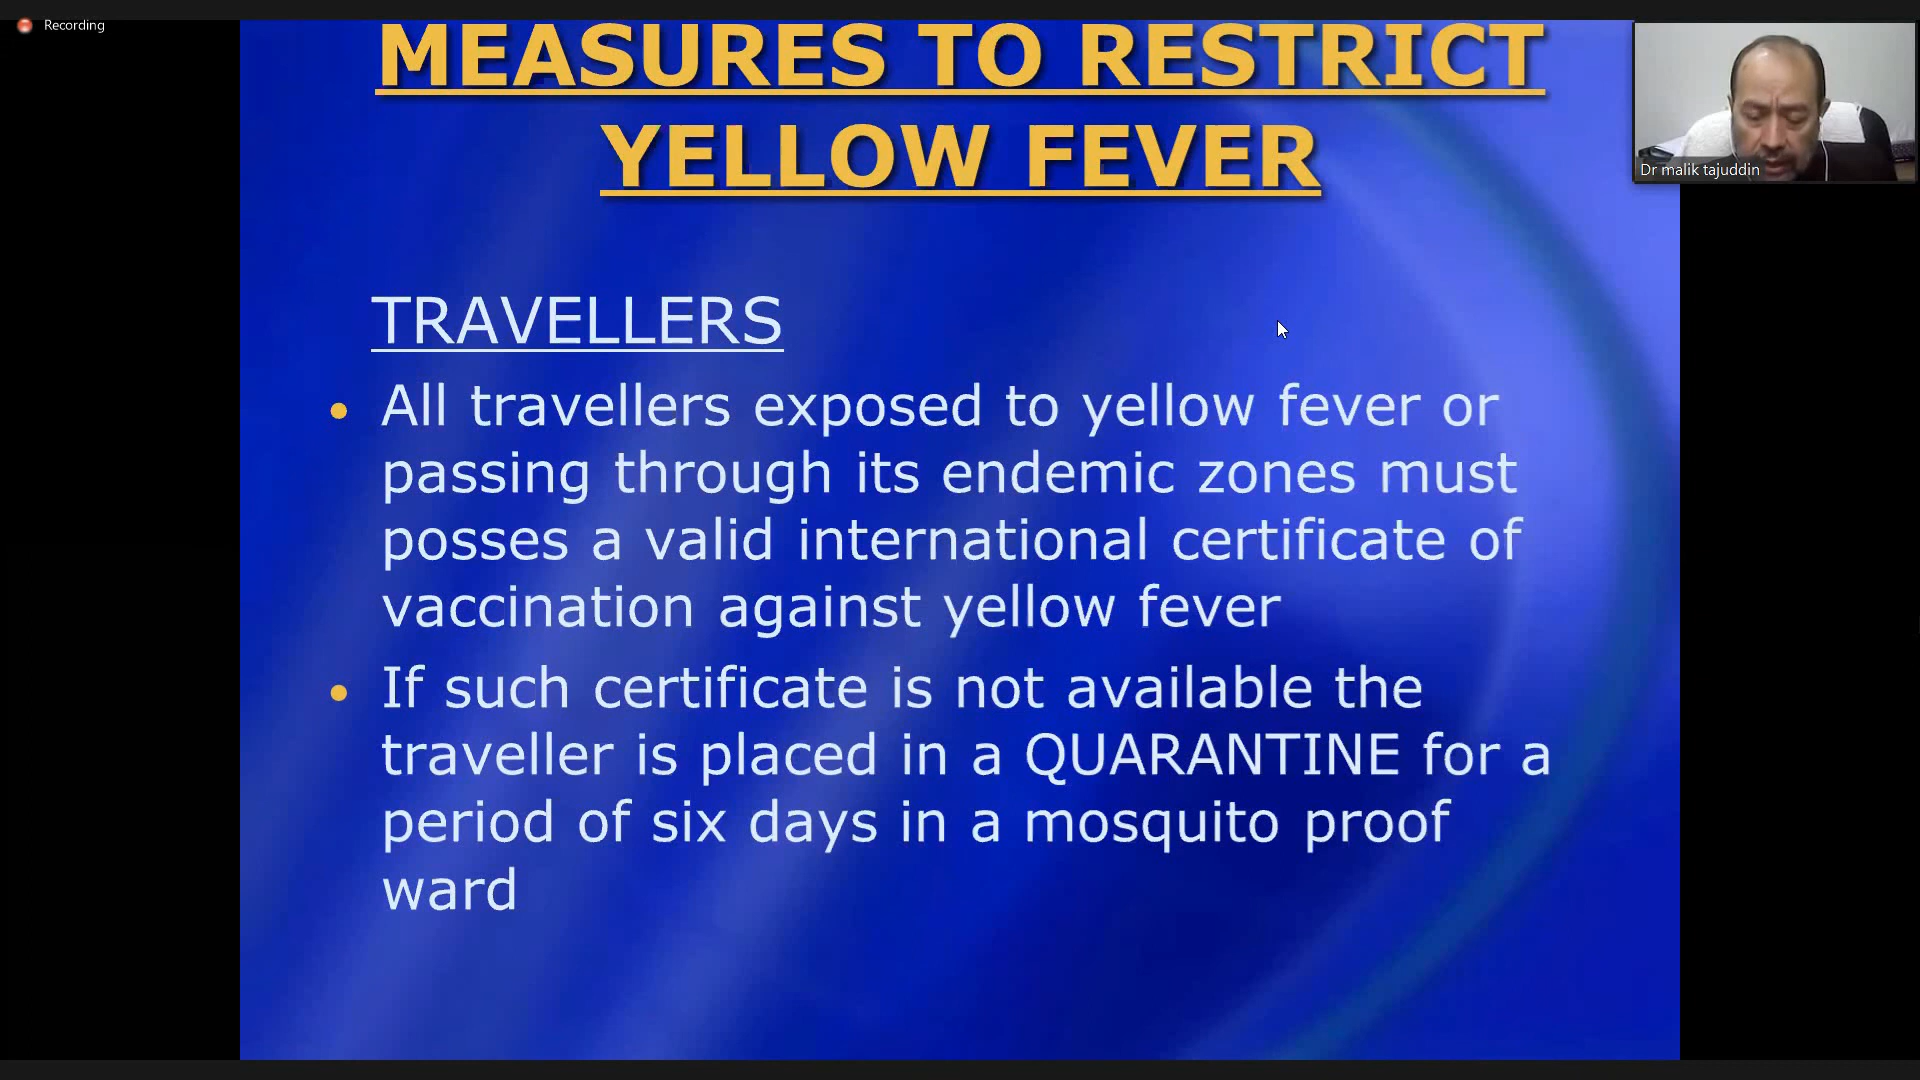 Recording
MEASURES TO RESTRICT
YELLOW FEVER
Dr malik tajuddin
TRAVELLERS
• All travellers exposed to yellow fever or
passing through its endemic zones must
posses a valid international certificate of
vaccination against yellow fever
• If such certificate is not available the
traveller is placed in a QUARANTINE for a
period of six days in a mosquito proof
ward